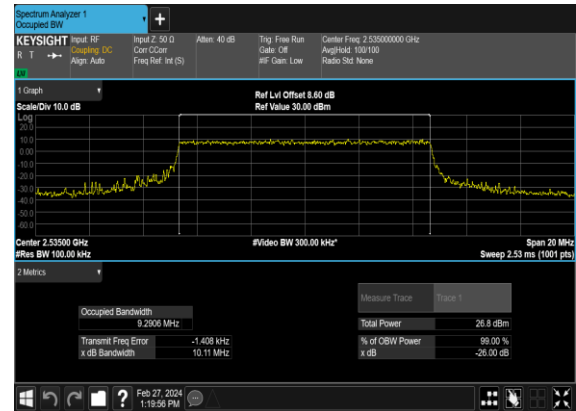 Spectrum Analyzer 1
Occupied BW
KEYSIGHT Input: RF Input Z: 50 Ω Atten: 40 dB Trig: Free Run Center Freq: 2.535000000 GHz
R T Coupling: DC Corr CCorr Gate: Off Avg|Hold: 100/100
Align: Auto Freq Ref: Int (S) #IF Gain: Low Radio Std: None
1 Graph
Ref Lvl Offset 8.60 dB
Scale/Div 10.0 dB Ref Value 30.00 dBm
Log
20.0
10.0
0.00
-10.0
-20.0
-30.0
-40.0
-50.0
-60.0
Center 2.53500 GHz #Video BW 300.00 kHz* Span 20 MHz
#Res BW 100.00 kHz Sweep 2.53 ms (1001 pts)
2 Metrics
Measure Trace Trace 1
Occupied Bandwidth
9.2906 MHz
Total Power 26.8 dBm
Transmit Freq Error -1.408 kHz % of OBW Power 99.00 %
x dB Bandwidth 10.11 MHz x dB -26.00 dB
Feb 27, 2024
1:19:56 PM